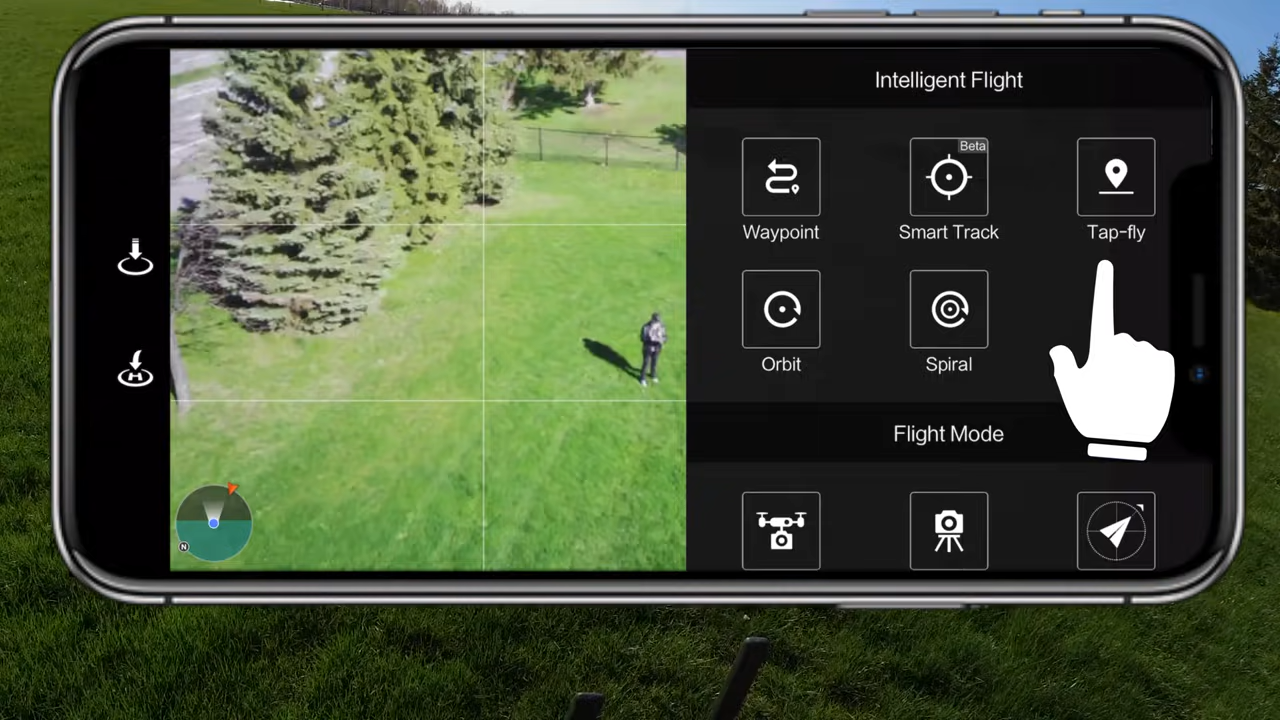 Intelligent Flight
Beta
Waypoint
Smart Track
Tap-fly
Orbit
Spiral
Flight Mode
H
N